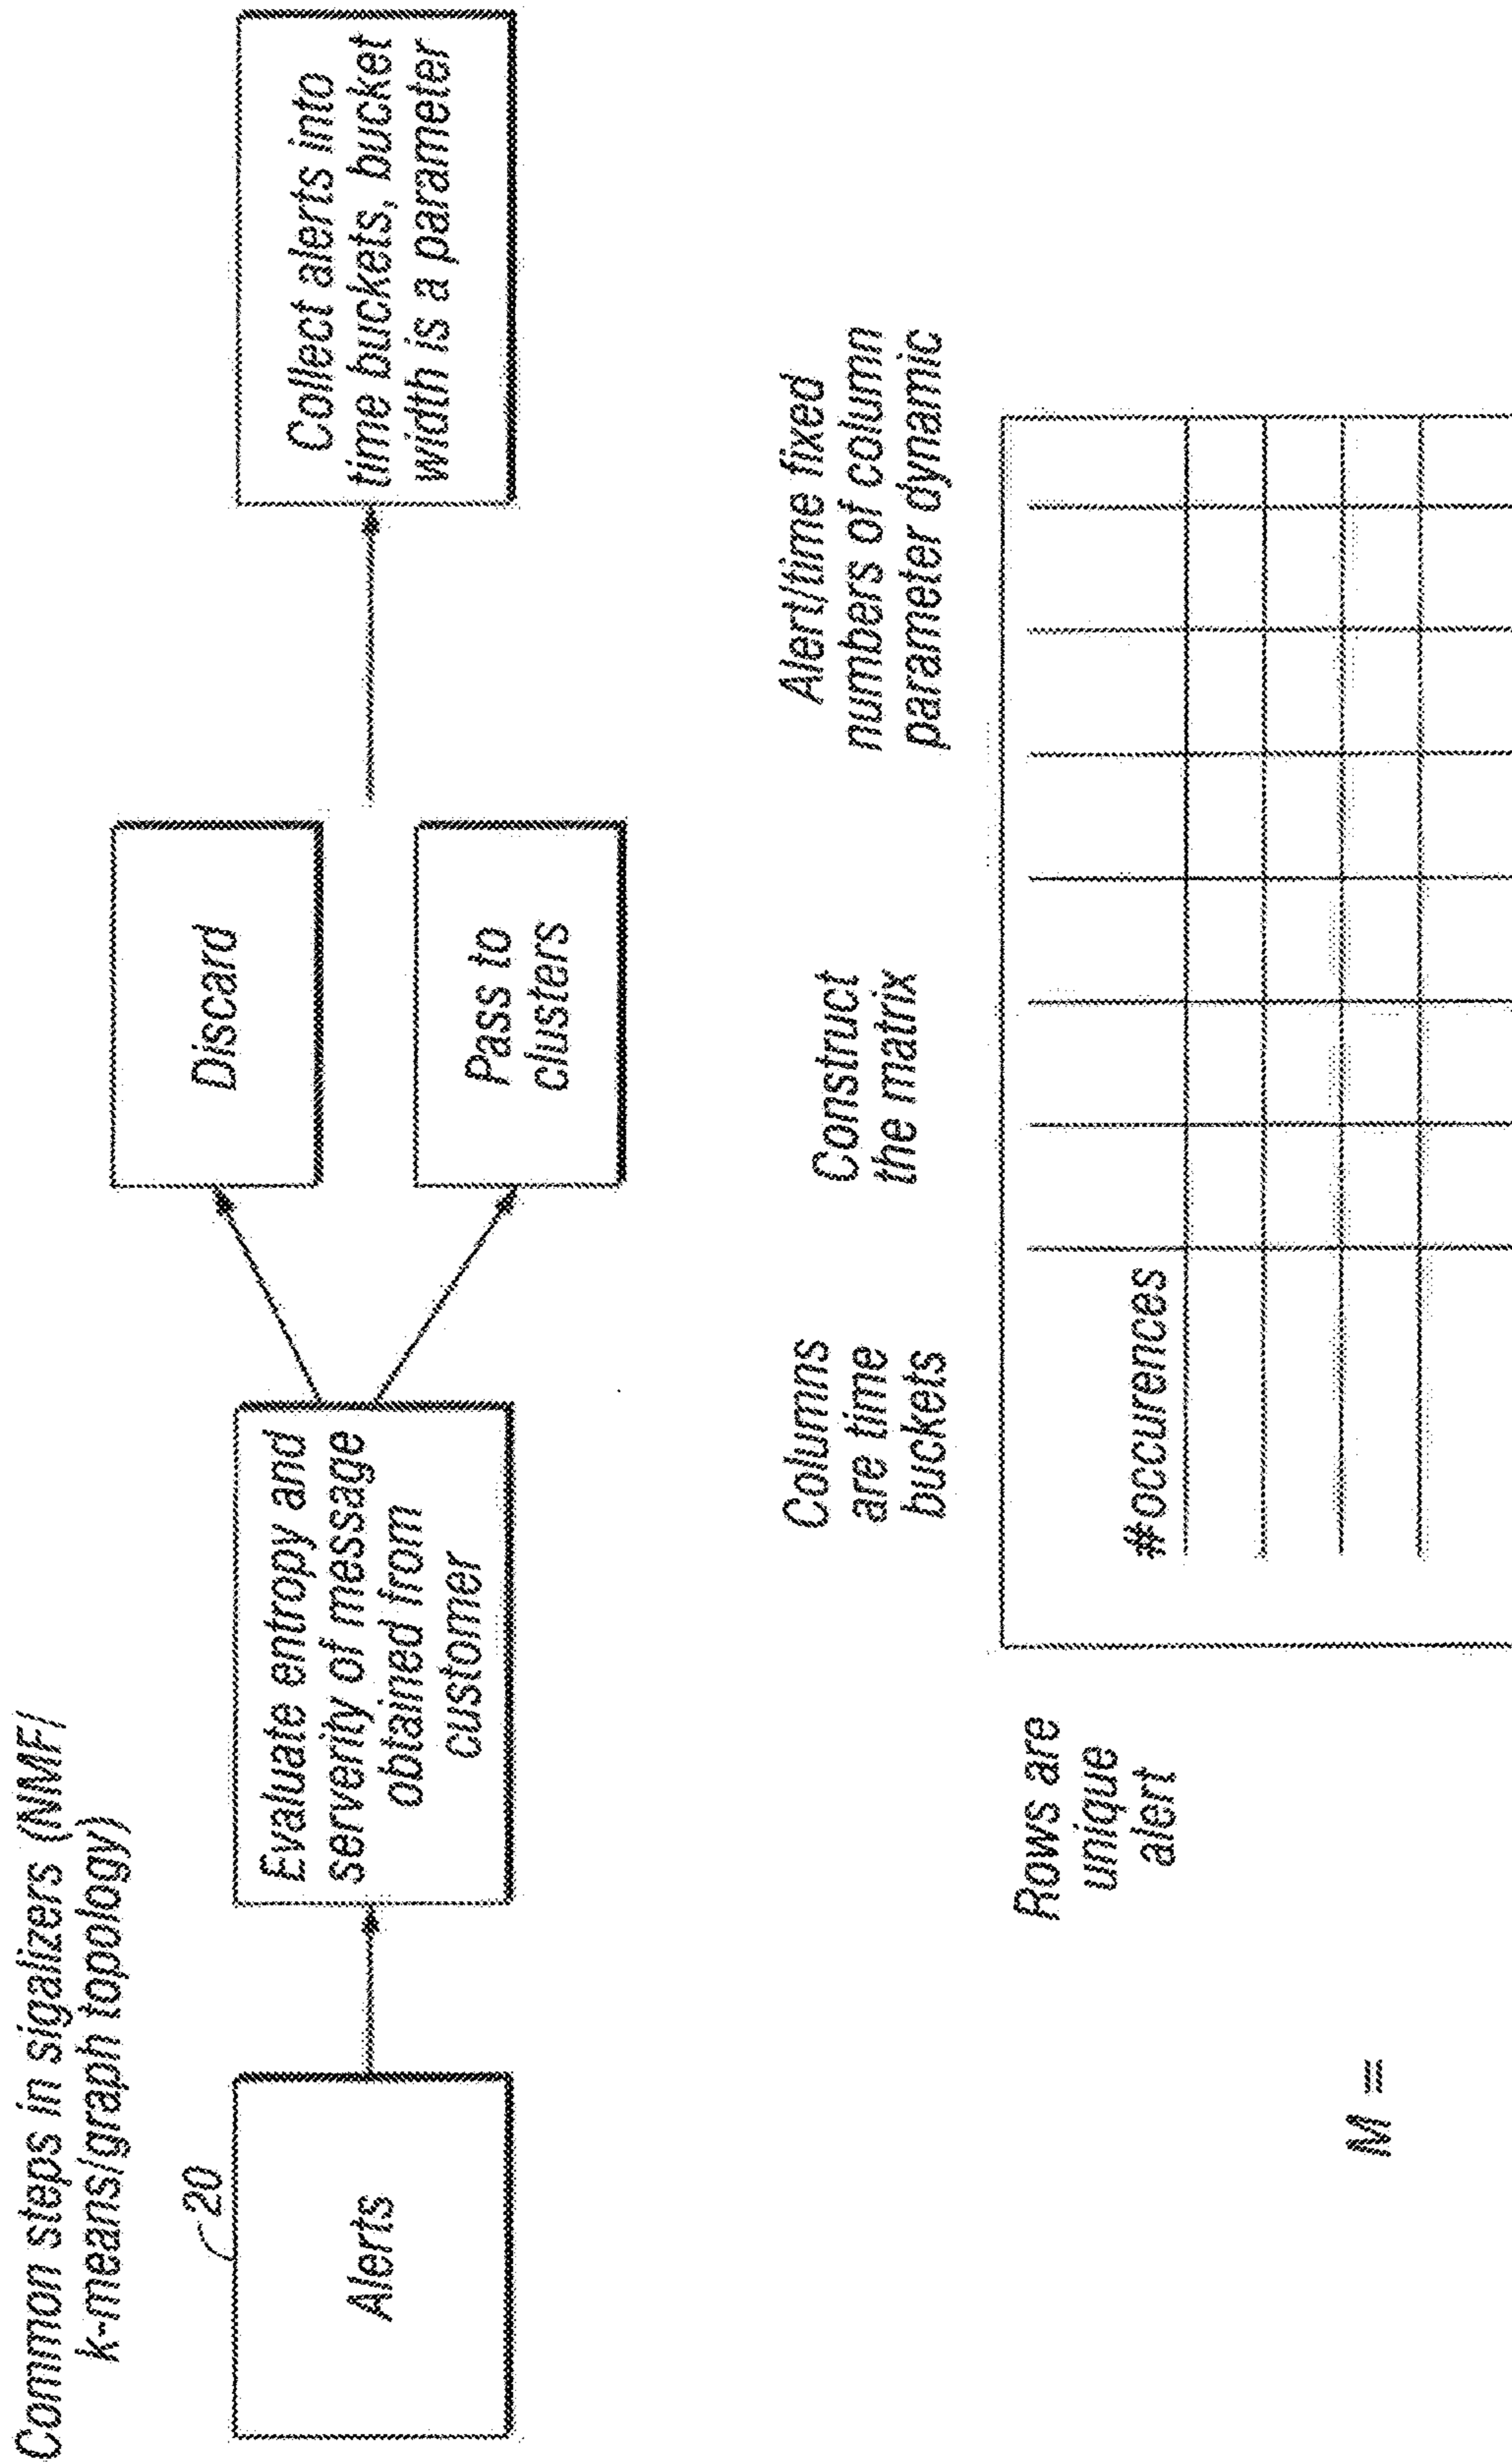 Common steps in sigalizers (NMF/
k-means/graph topology)
20
Alerts
Evaluate entropy and
serverity of message
obtained from
customer
Discard
Pass to
clusters
Collect alerts into
time buckets, bucket
width is a parameter
Columns
are time
buckets
Construct
the matrix
Alert/time fixed
numbers of column
parameter dynamic
Rows are
unique
alert
#occurences
M =